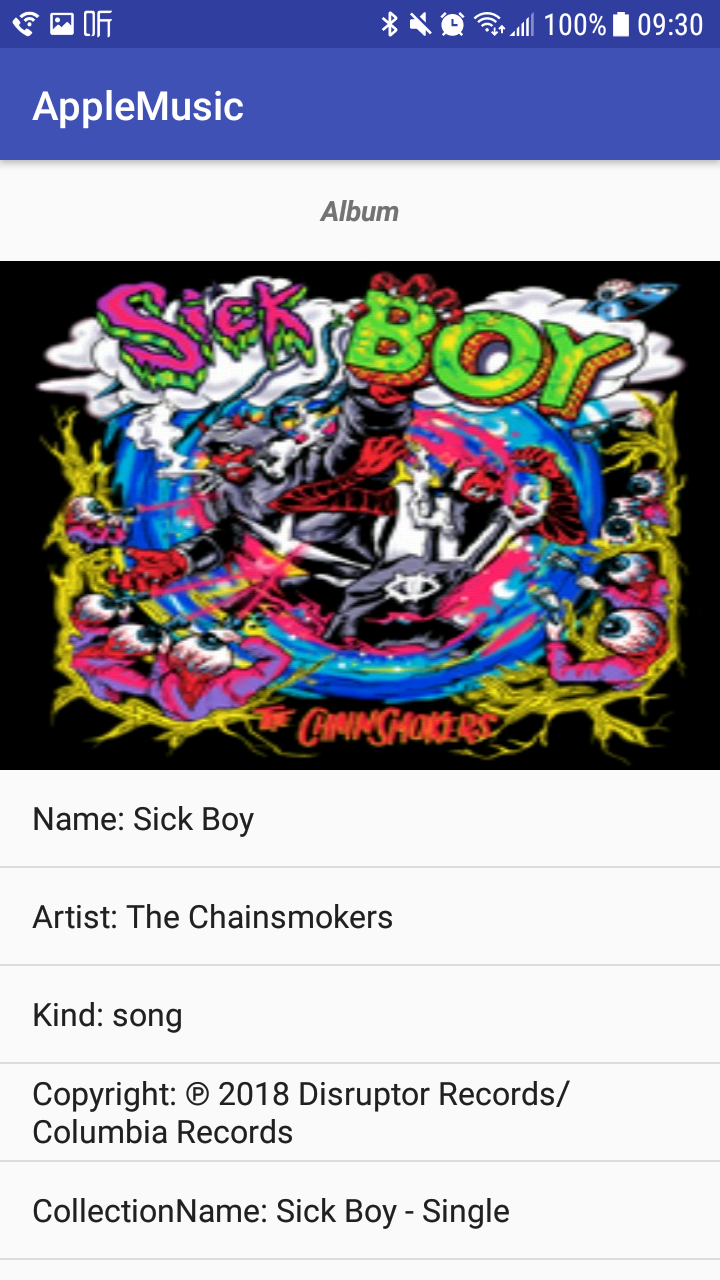 听
100%
09:30
AppleMusic
Album
Sick BOY
THE CHAINSMOKERS
Name: Sick Boy
Artist: The Chainsmokers
Kind: song
Copyright: ℗ 2018 Disruptor Records/
Columbia Records
CollectionName: Sick Boy - Single